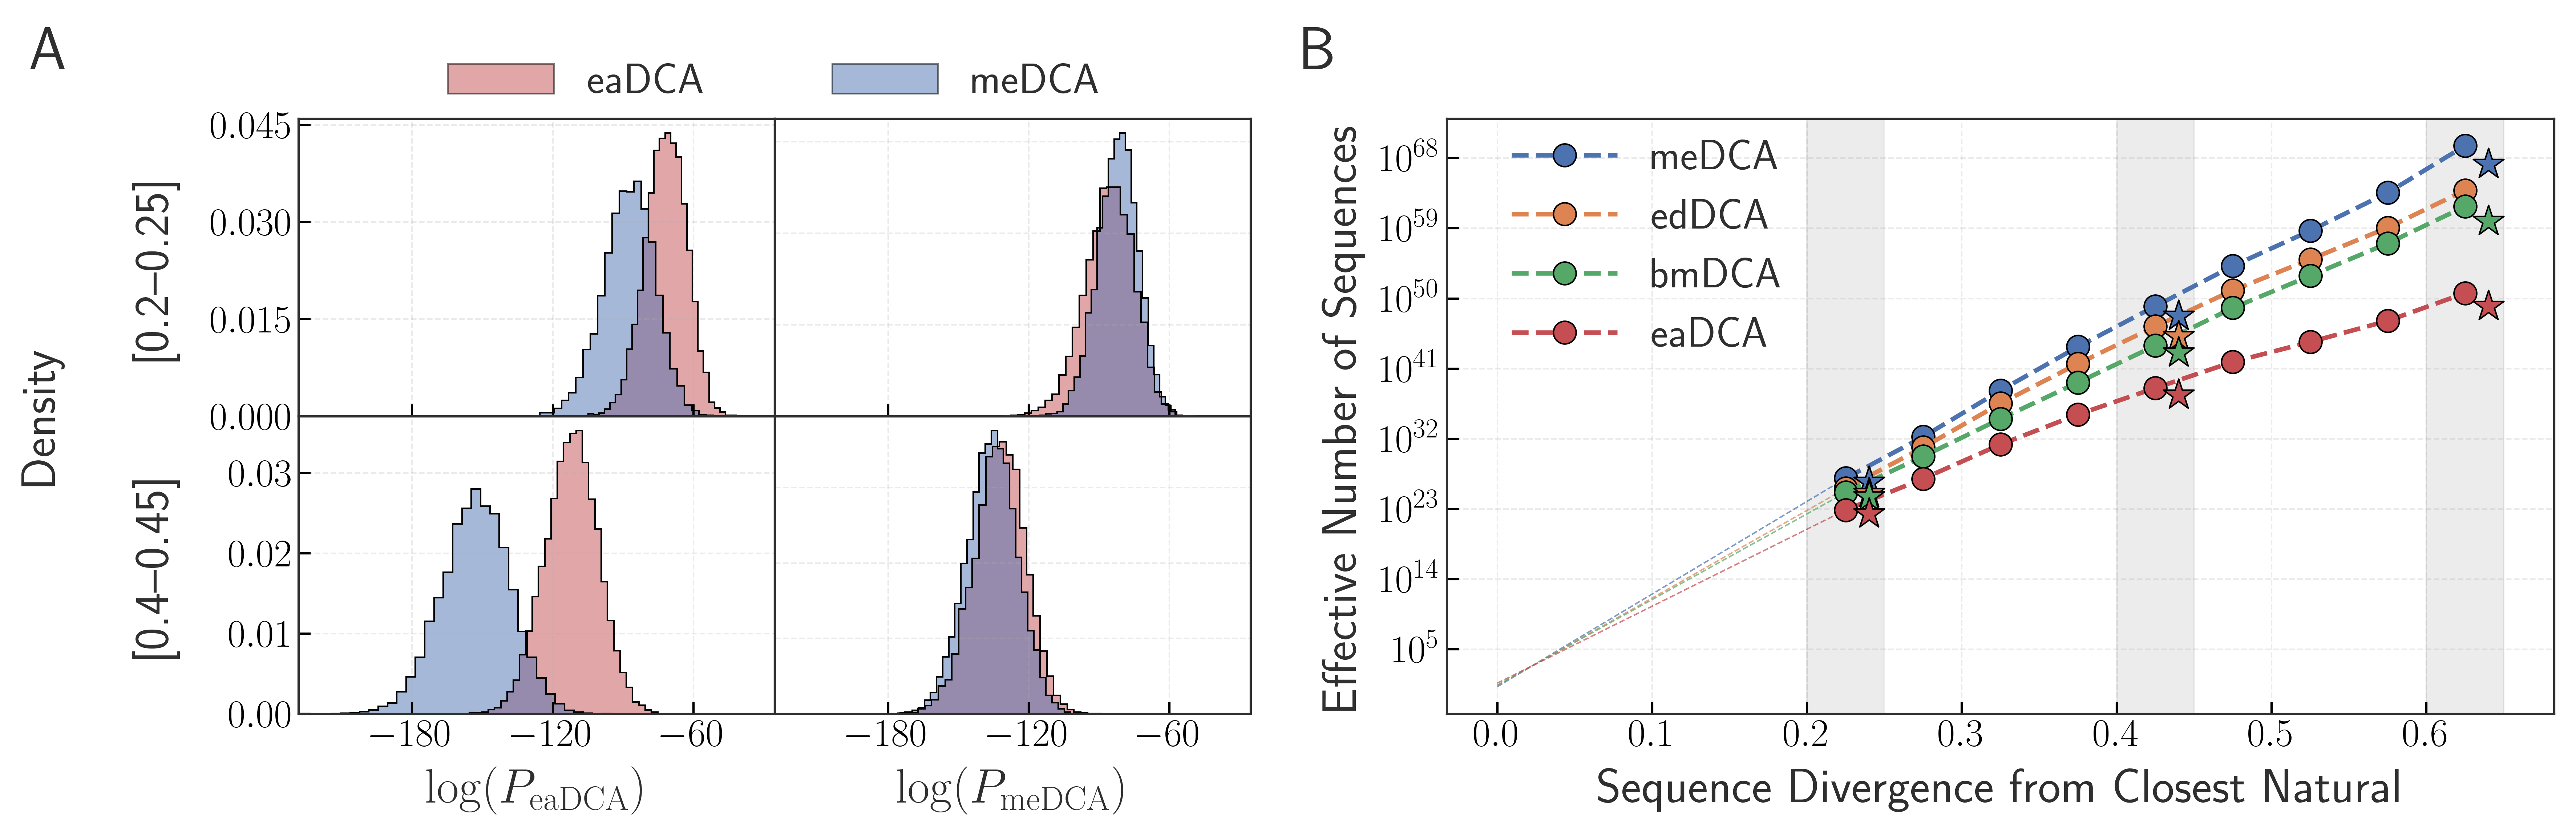 A
eaDCA
meDCA
Density
[0.2–0.25]
0.045
0.030
0.015
0.000
[0.4–0.45]
0.03
0.02
0.01
0.00
−180
−120
−60
−180
−120
−60
log(P_eaDCA)
log(P_meDCA)
B
Effective Number of Sequences
10^68
10^59
10^50
10^41
10^32
10^23
10^14
10^5
meDCA
edDCA
bmDCA
eaDCA
0.0
0.1
0.2
0.3
0.4
0.5
0.6
Sequence Divergence from Closest Natural